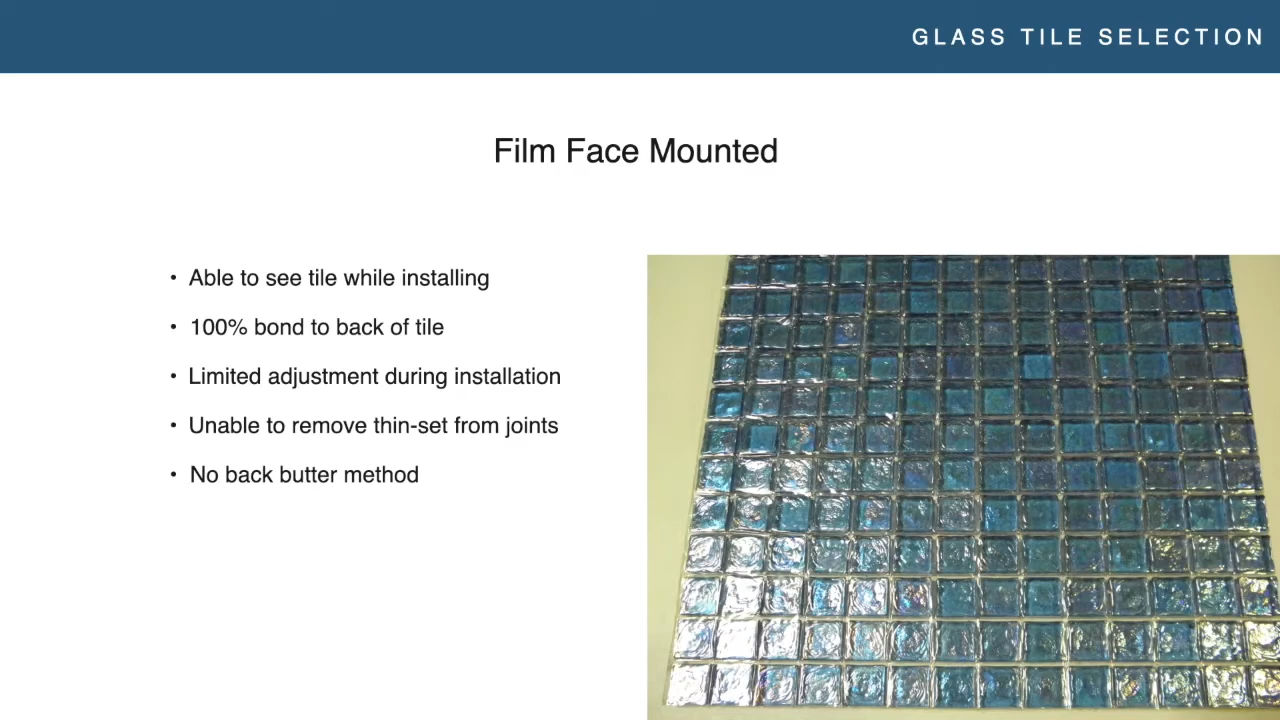 GLASS TILE SELECTION
Film Face Mounted
• Able to see tile while installing
• 100% bond to back of tile
• Limited adjustment during installation
• Unable to remove thin-set from joints
• No back butter method